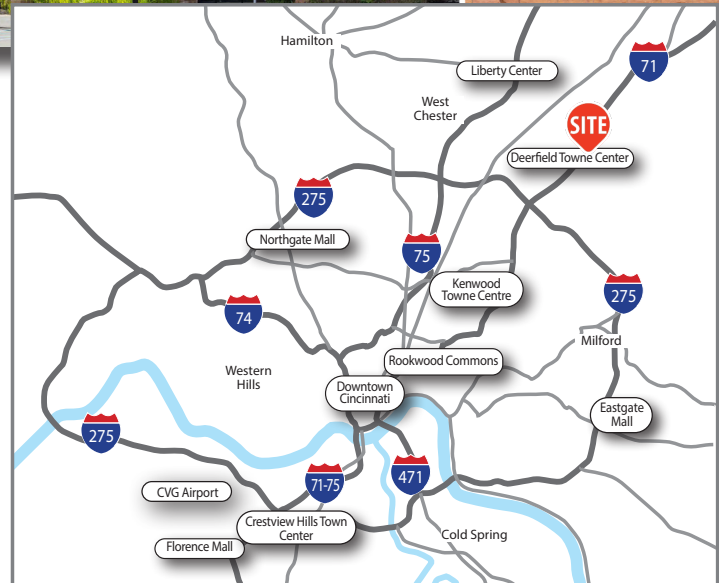 Hamilton
Liberty Center
71
West
Chester
SITE
Deerfield Towne Center
275
Northgate Mall
75
Kenwood
Towne Centre
275
74
Milford
Rookwood Commons
Western
Hills
Downtown
Cincinnati
Eastgate
Mall
275
71-75
471
CVG Airport
Crestview Hills Town
Center
Cold Spring
Florence Mall